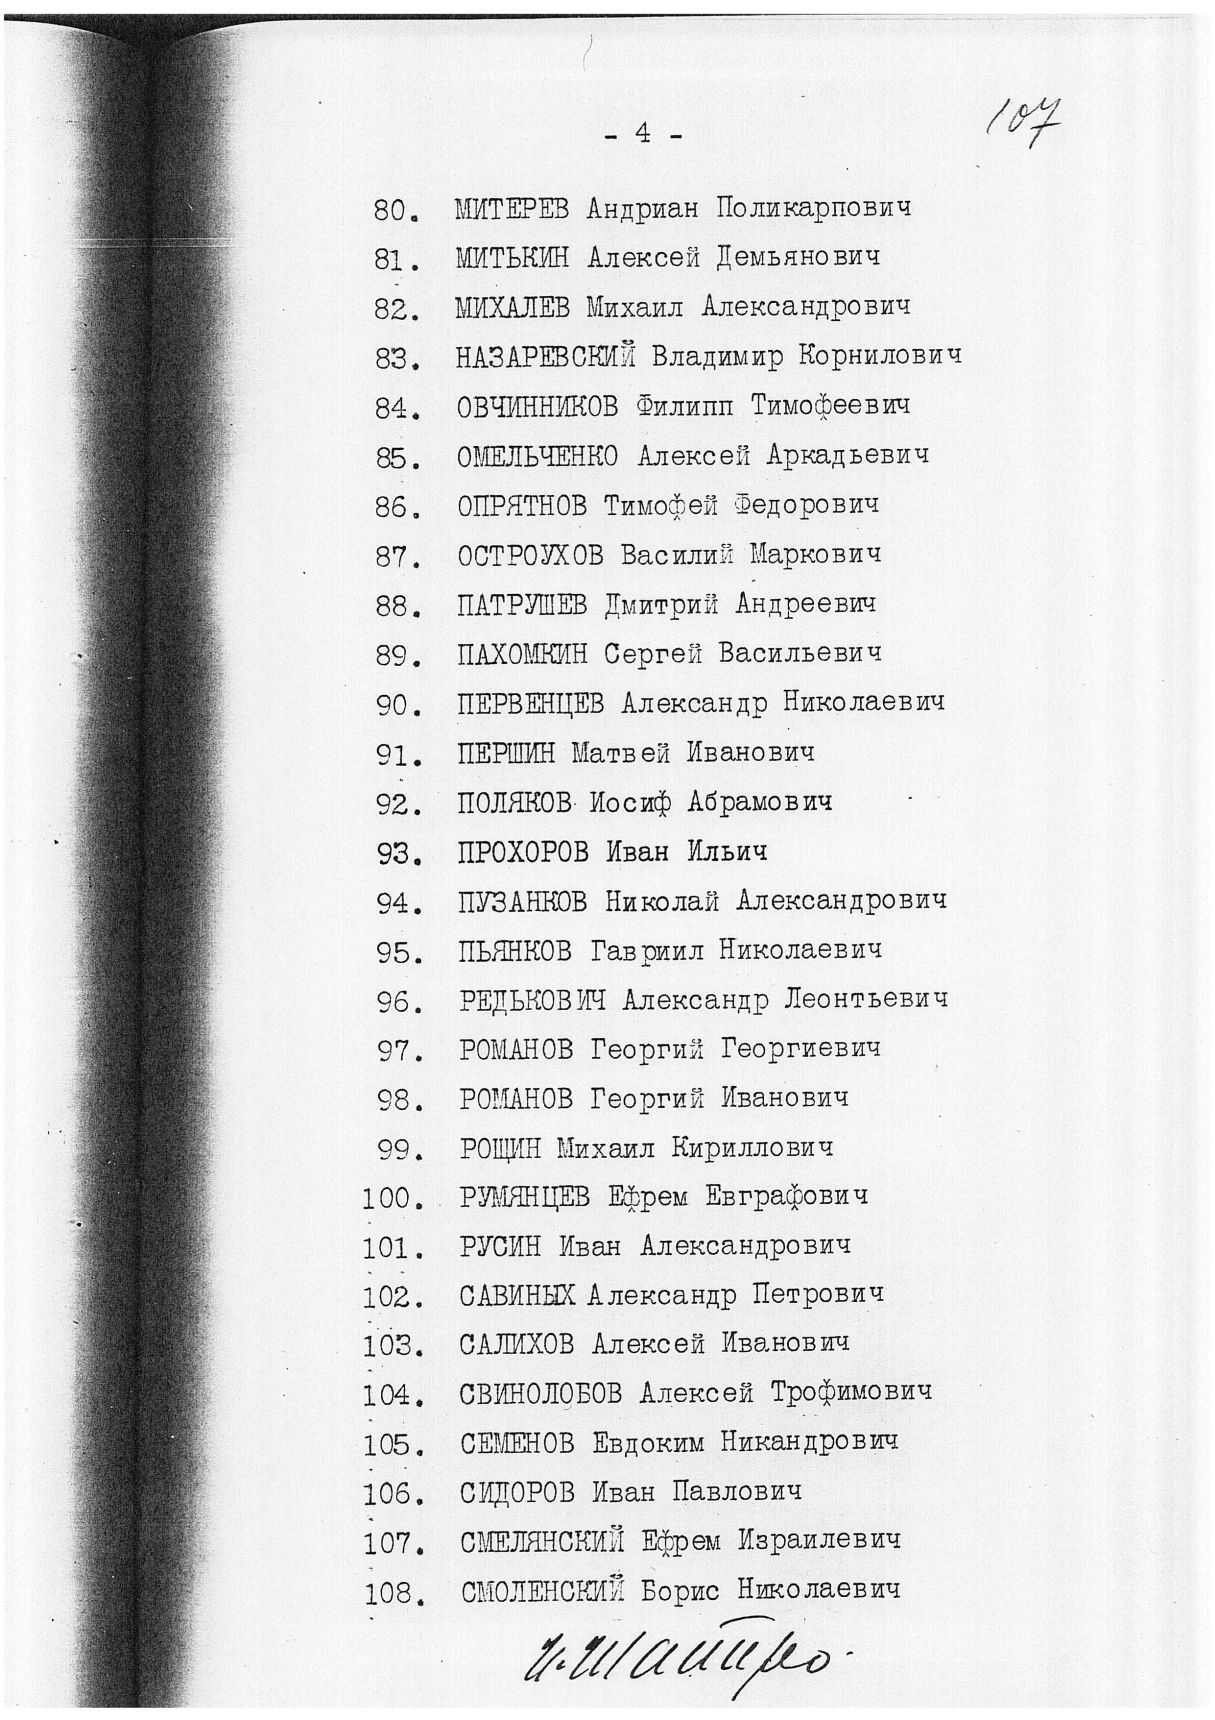 107
- 4 -
80. МИТЕРЕВ Андриан Поликарпович
81. МИТЬКИН Алексей Демьянович
82. МИХАЛЕВ Михаил Александрович
83. НАЗАРЕВСКИЙ Владимир Корнилович
84. ОВЧИННИКОВ Филипп Тимофеевич
85. ОМЕЛЬЧЕНКО Алексей Аркадьевич
86. ОПРЯТНОВ Тимофей Федорович
87. ОСТРОУХОВ Василий Маркович
88. ПАТРУШЕВ Дмитрий Андреевич
89. ПАХОМКИН Сергей Васильевич
90. ПЕРВЕНЦЕВ Александр Николаевич
91. ПЕРШИН Матвей Иванович
92. ПОЛЯКОВ Иосиф Абрамович
93. ПРОХОРОВ Иван Ильич
94. ПУЗАНКОВ Николай Александрович
95. ПЬЯНКОВ Гавриил Николаевич
96. РЕДЬКОВИЧ Александр Леонтьевич
97. РОМАНОВ Георгий Георгиевич
98. РОМАНОВ Георгий Иванович
99. РОЩИН Михаил Кириллович
100. РУМЯНЦЕВ Ефрем Евграфович
101. РУСИН Иван Александрович
102. САВИНЫХ Александр Петрович
103. САЛИХОВ Алексей Иванович
104. СВИНОЛОБОВ Алексей Трофимович
105. СЕМЕНОВ Евдоким Никандрович
106. СИДОРОВ Иван Павлович
107. СМЕЛЯНСКИЙ Ефрем Израилевич
108. СМОЛЕНСКИЙ Борис Николаевич
И. Шапиро.